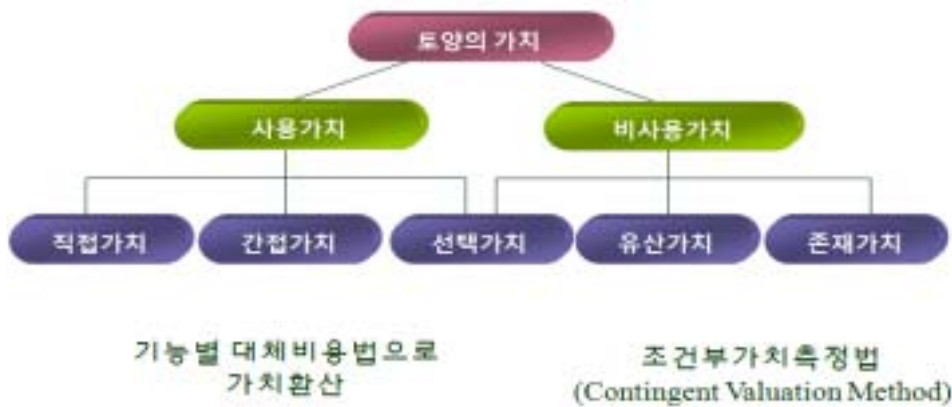 토양의 가치
사용가치
비사용가치
직접가치
간접가치
선택가치
유산가치
존재가치
기능별 대체비용법으로
가치환산
조건부가치측정법
(Contingent Valuation Method)